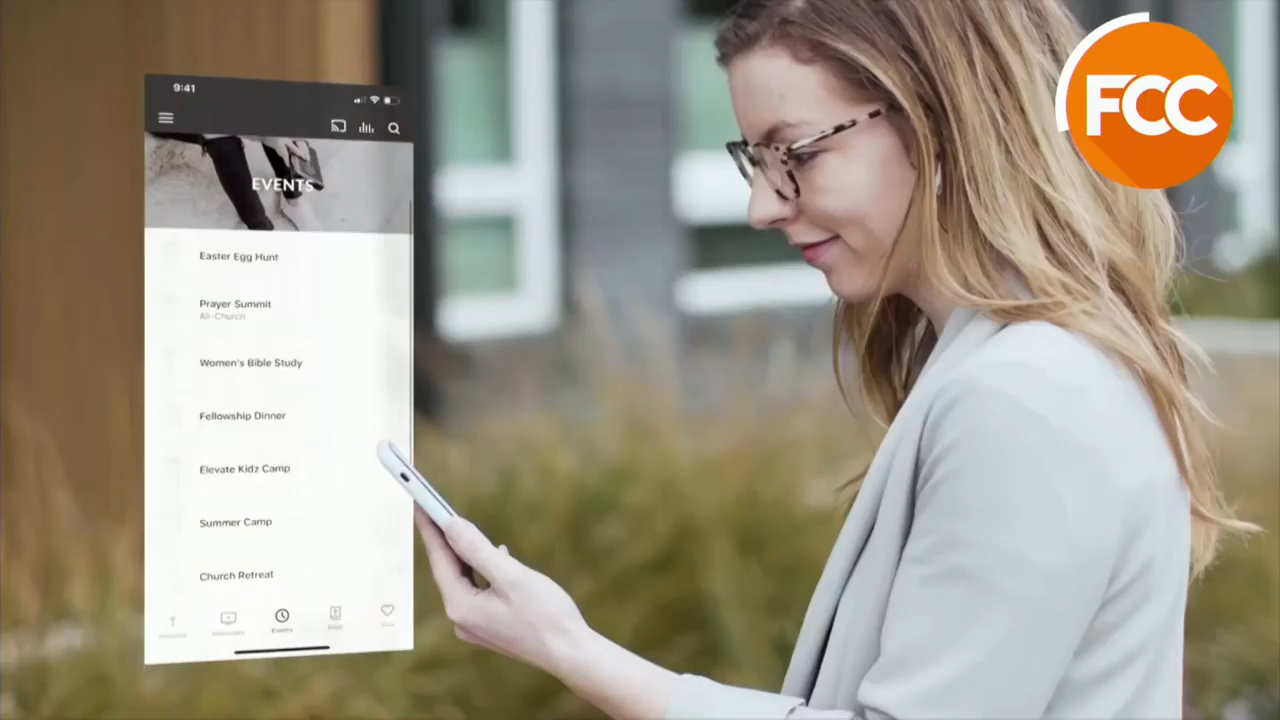 9:41
FCC
EVENTS
Easter Egg Hunt
Prayer Summit
All-Church
Women's Bible Study
Fellowship Dinner
Elevate Kidz Camp
Summer Camp
Church Retreat
Events